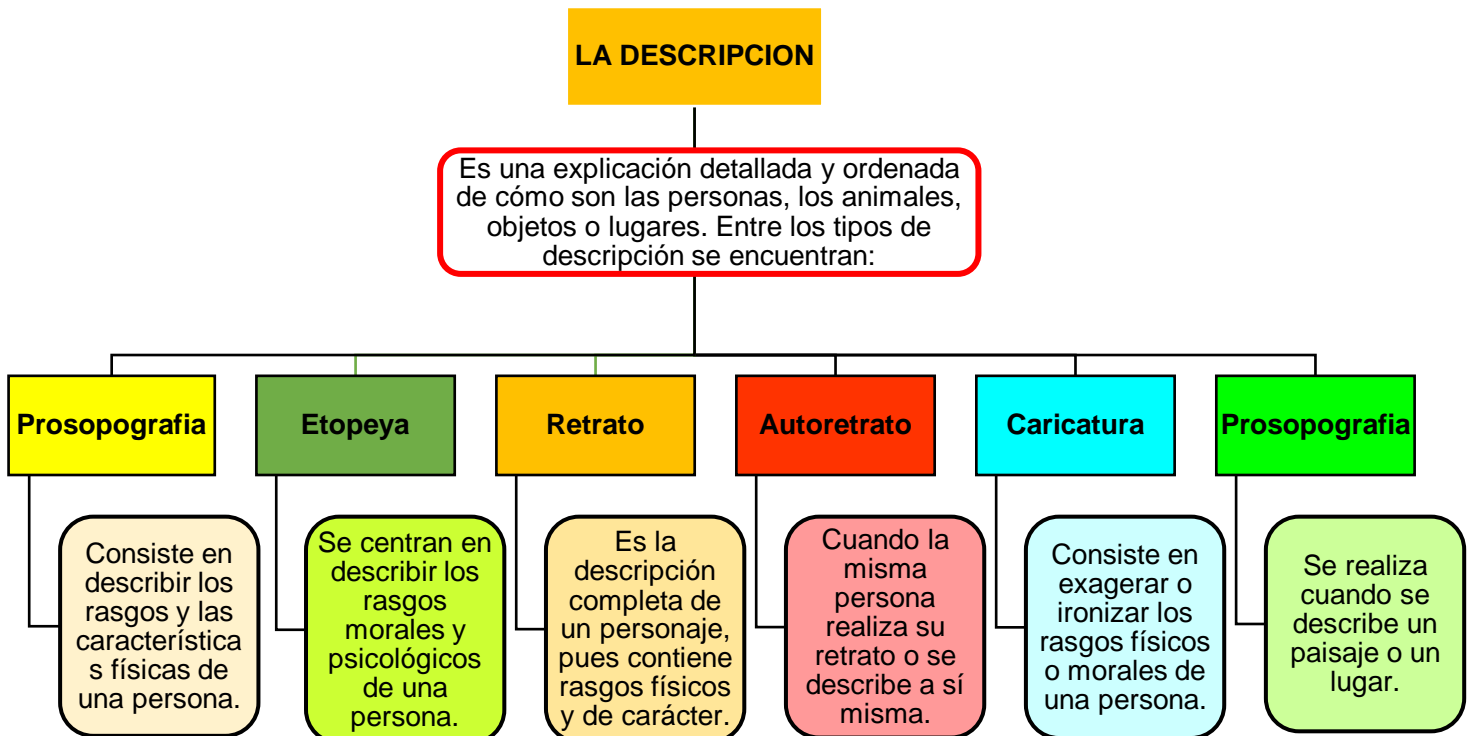 LA DESCRIPCION
Es una explicación detallada y ordenada
de cómo son las personas, los animales,
objetos o lugares. Entre los tipos de
descripción se encuentran:
Prosopografia
Etopeya
Retrato
Autoretrato
Caricatura
Prosopografia
Consiste en
describir los
rasgos y las
característica
s físicas de
una persona.
Se centran en
describir los
rasgos
morales y
psicológicos
de una
persona.
Es la
descripción
completa de
un personaje,
pues contiene
rasgos físicos
y de carácter.
Cuando la
misma
persona
realiza su
retrato o se
describe a sí
misma.
Consiste en
exagerar o
ironizar los
rasgos físicos
o morales de
una persona.
Se realiza
cuando se
describe un
paisaje o un
lugar.